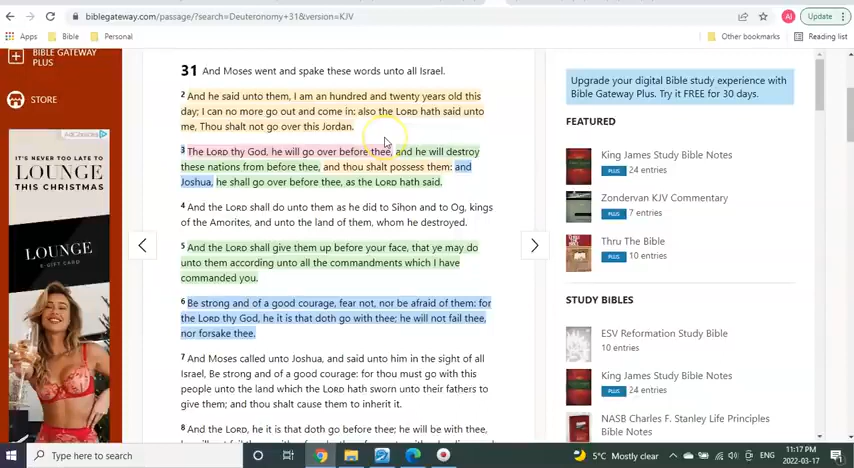 biblegateway.com/passage/?search=Deuteronomy+31&version=KJV
AI
Update
Apps
Bible
Personal
Other bookmarks
Reading list
BIBLE GATEWAY
PLUS
STORE
AdChoices
IT'S NEVER TOO LATE TO
LOUNGE
THIS CHRISTMAS
LOUNGE
E-GIFT CARD
31 And Moses went and spake these words unto all Israel.
2 And he said unto them, I am an hundred and twenty years old this
day; I can no more go out and come in: also the LORD hath said unto
me, Thou shalt not go over this Jordan.
3 The LORD thy God, he will go over before thee, and he will destroy
these nations from before thee, and thou shalt possess them: and
Joshua, he shall go over before thee, as the LORD hath said.
4 And the LORD shall do unto them as he did to Sihon and to Og, kings
of the Amorites, and unto the land of them, whom he destroyed.
5 And the LORD shall give them up before your face, that ye may do
unto them according unto all the commandments which I have
commanded you.
6 Be strong and of a good courage, fear not, nor be afraid of them: for
the LORD thy God, he it is that doth go with thee; he will not fail thee,
nor forsake thee.
7 And Moses called unto Joshua, and said unto him in the sight of all
Israel, Be strong and of a good courage: for thou must go with this
people unto the land which the LORD hath sworn unto their fathers to
give them; and thou shalt cause them to inherit it.
8 And the LORD, he it is that doth go before thee; he will be with thee,
Upgrade your digital Bible study experience with
Bible Gateway Plus. Try it FREE for 30 days.
FEATURED
King James Study Bible Notes
PLUS 24 entries
Zondervan KJV Commentary
PLUS 7 entries
Thru The Bible
PLUS 10 entries
STUDY BIBLES
ESV Reformation Study Bible
10 entries
King James Study Bible Notes
PLUS 24 entries
NASB Charles F. Stanley Life Principles
Bible Notes
Type here to search
5°C Mostly clear
ENG
11:17 PM
2022-03-17